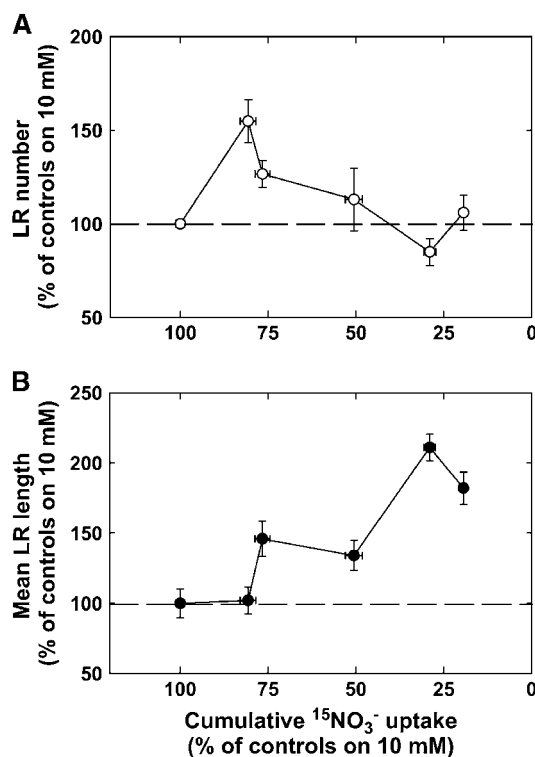 A
LR number
(% of controls on 10 mM)
200
150
100
50
100 75 50 25 0
B
Mean LR length
(% of controls on 10 mM)
250
200
150
100
50
100 75 50 25 0
Cumulative ¹⁵NO₃⁻ uptake
(% of controls on 10 mM)